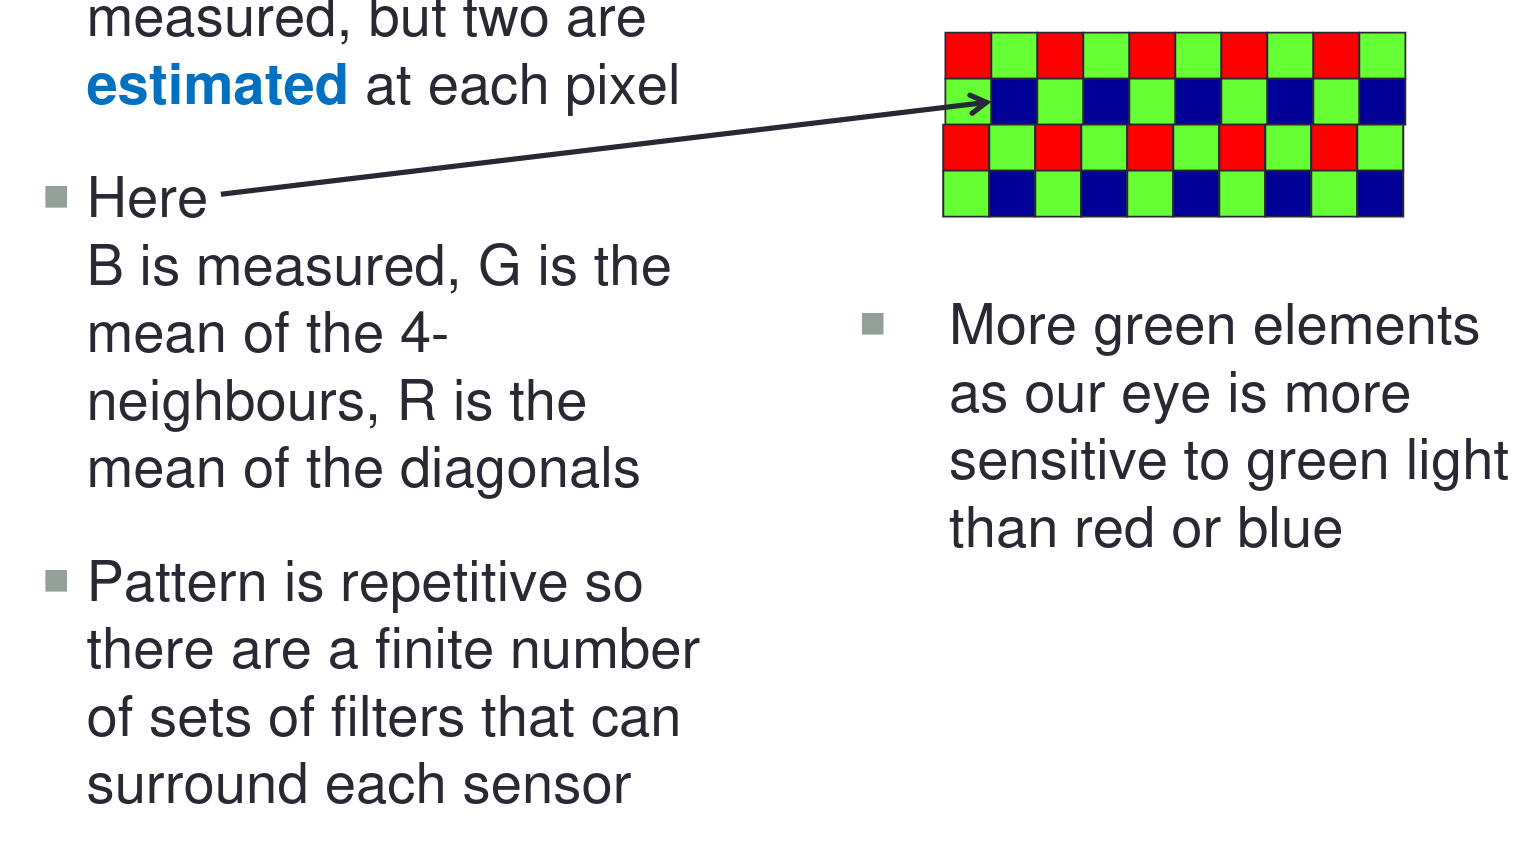 measured, but two are
estimated at each pixel
Here
B is measured, G is the
mean of the 4-
neighbours, R is the
mean of the diagonals
Pattern is repetitive so
there are a finite number
of sets of filters that can
surround each sensor
More green elements
as our eye is more
sensitive to green light
than red or blue